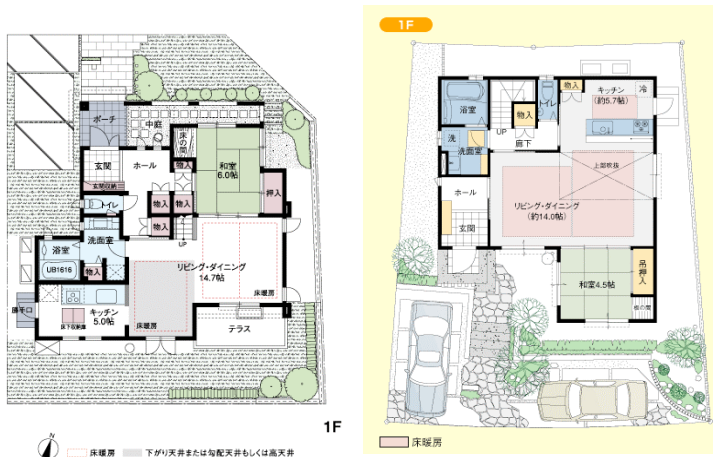 ポーチ
中庭
床の間
玄関
ホール
物入
和室
6.0帖
玄関収納
トイレ
物入
物入
押入
物入
浴室
洗面室
UP
UB1616
物入
リビング・ダイニング
14.7帖
床暖房
勝手口
キッチン
5.0帖
床下収納庫
床暖房
テラス
1F
N
床暖房
下がり天井または勾配天井もしくは高天井
1F
浴室
物入
トイレ
物入
キッチン
(約5.7帖)
冷
洗
洗面室
UP
廊下
上部吹抜
ホール
リビング・ダイニング
(約14.0帖)
玄関
和室4.5帖
吊押入
板の間
床暖房